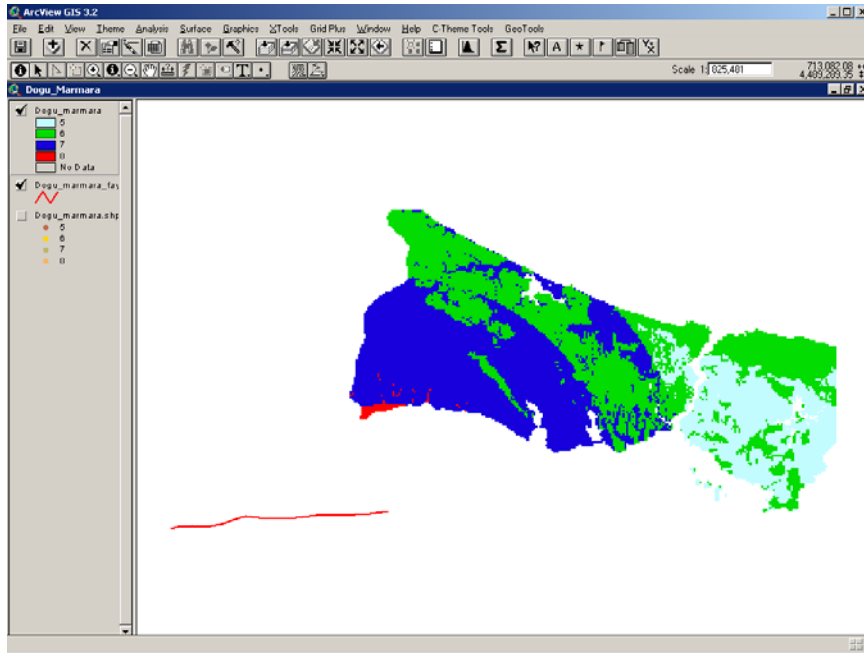 ArcView GIS 3.2
File Edit View Theme Analysis Surface Graphics XTools Grid Plus Window Help C-Theme Tools GeoTools
Scale 1: 825,401
713,082.08
4,489,289.35
Dogu_Marmara
Dogu_marmara
5
6
7
8
No Data
Dogu_marmara_fay
Dogu_marmara.shp
5
6
7
8